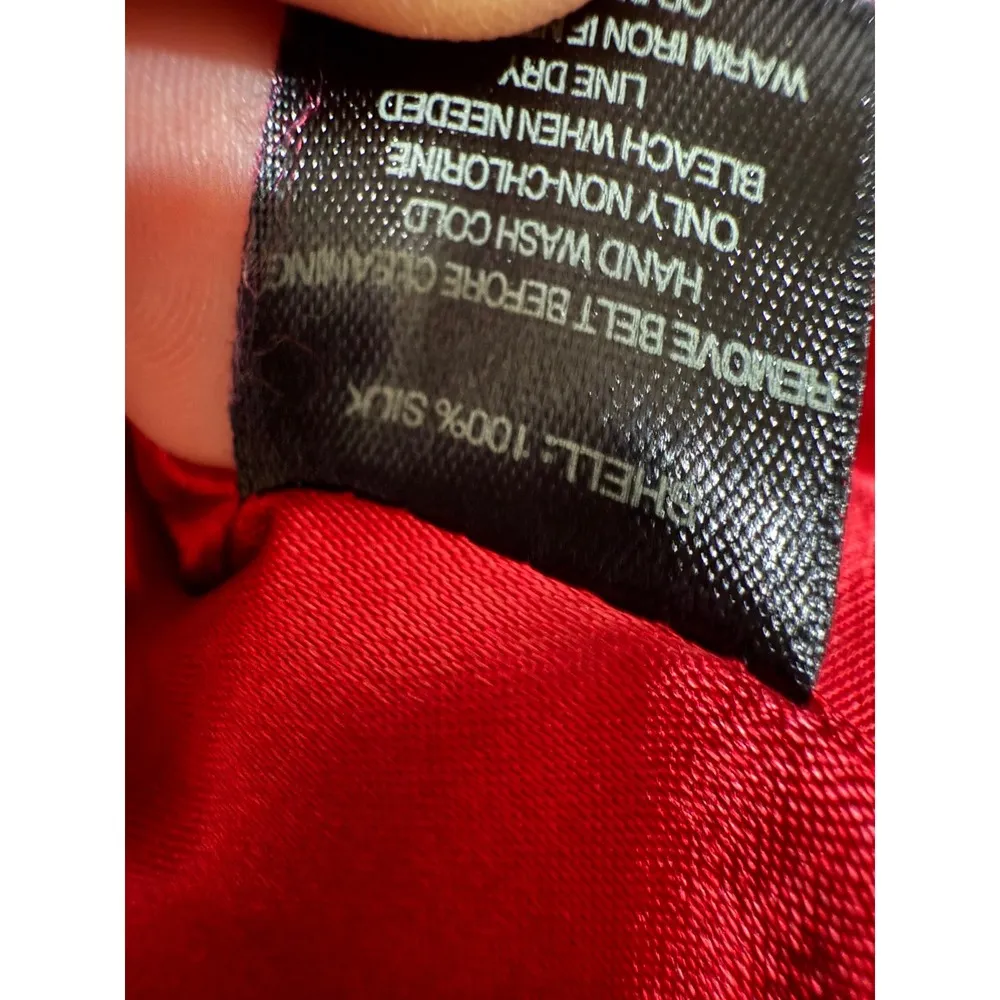 SHELL: 100% SILK
REMOVE BELT BEFORE CLEANING
HAND WASH COLD
ONLY NON-CHLORINE
BLEACH WHEN NEEDED
LINE DRY
WARM IRON IF